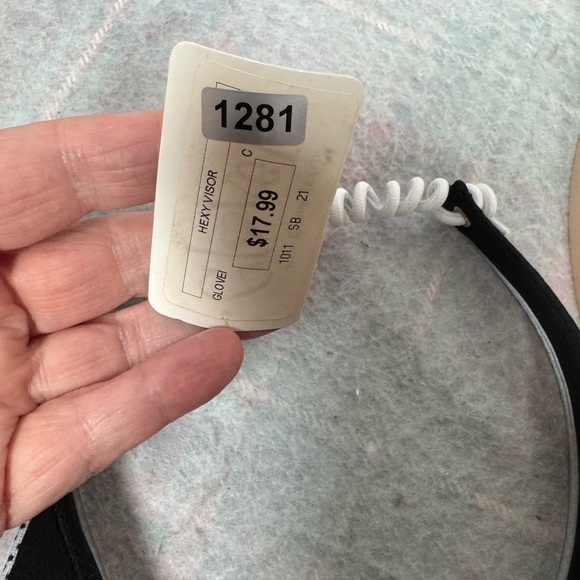 1281
HEXY VISOR
GLOVE
C
$17.99
1011 SB 21